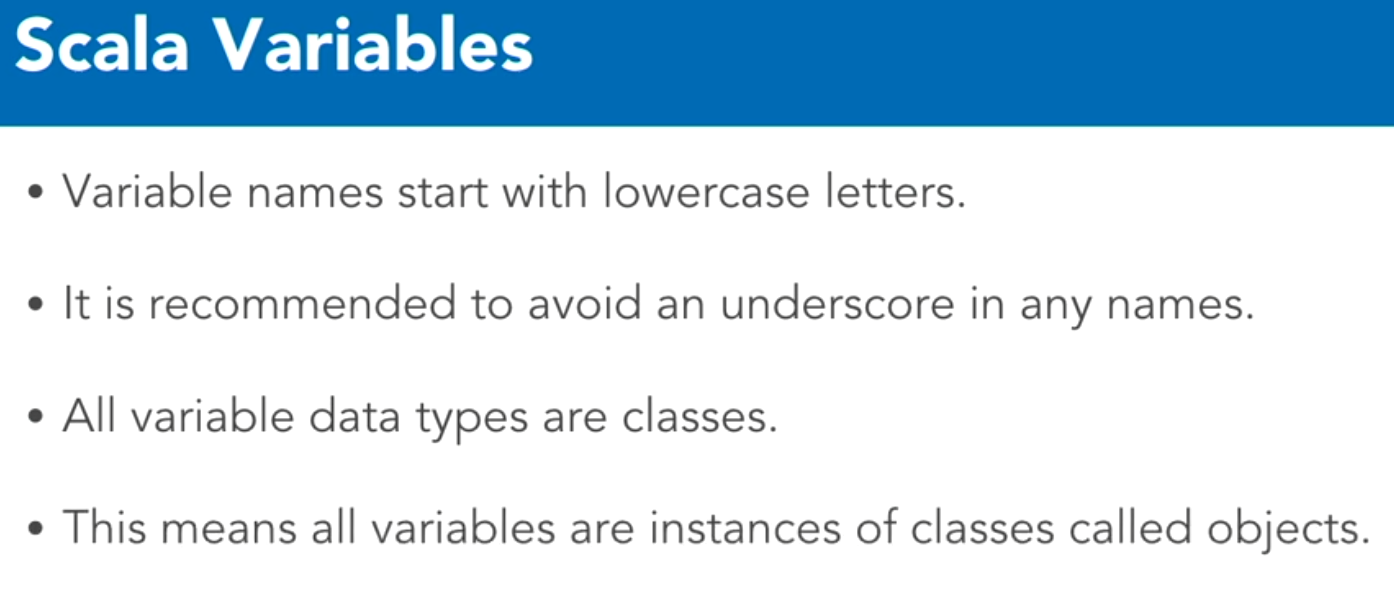 Scala Variables
• Variable names start with lowercase letters.
• It is recommended to avoid an underscore in any names.
• All variable data types are classes.
• This means all variables are instances of classes called objects.